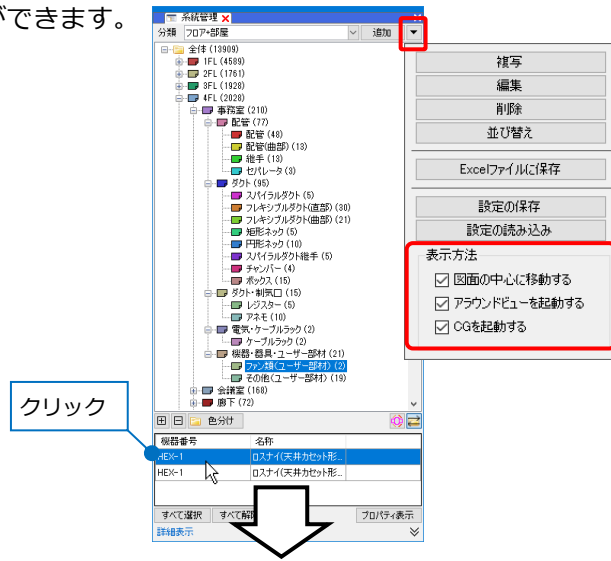 ができます。
系統管理
分類 フロア+部屋 追加
全体 (13909)
1FL (4589)
2FL (1761)
3FL (1928)
4FL (2028)
事務室 (210)
配管 (77)
配管 (48)
配管(曲部) (13)
継手 (13)
セパレータ (3)
ダクト (95)
スパイラルダクト (5)
フレキシブルダクト(直部) (30)
フレキシブルダクト(曲部) (21)
矩形ネック (5)
円形ネック (10)
スパイラルダクト継手 (5)
チャンバー (4)
ボックス (15)
ダクト・制気口 (15)
レジスター (5)
アネモ (10)
電気・ケーブルラック (2)
ケーブルラック (2)
機器・器具・ユーザー部材 (21)
ファン類(ユーザー部材) (2)
その他(ユーザー部材) (19)
会議室 (168)
廊下 (72)
色分け
機器番号 名称
HEX-1 ロスナイ(天井カセット形...
HEX-1 ロスナイ(天井カセット形...
すべて選択 すべて解 プロパティ表示
詳細表示
クリック
複写
編集
削除
並び替え
Excelファイルに保存
設定の保存
設定の読み込み
表示方法
図面の中心に移動する
アラウンドビューを起動する
CGを起動する